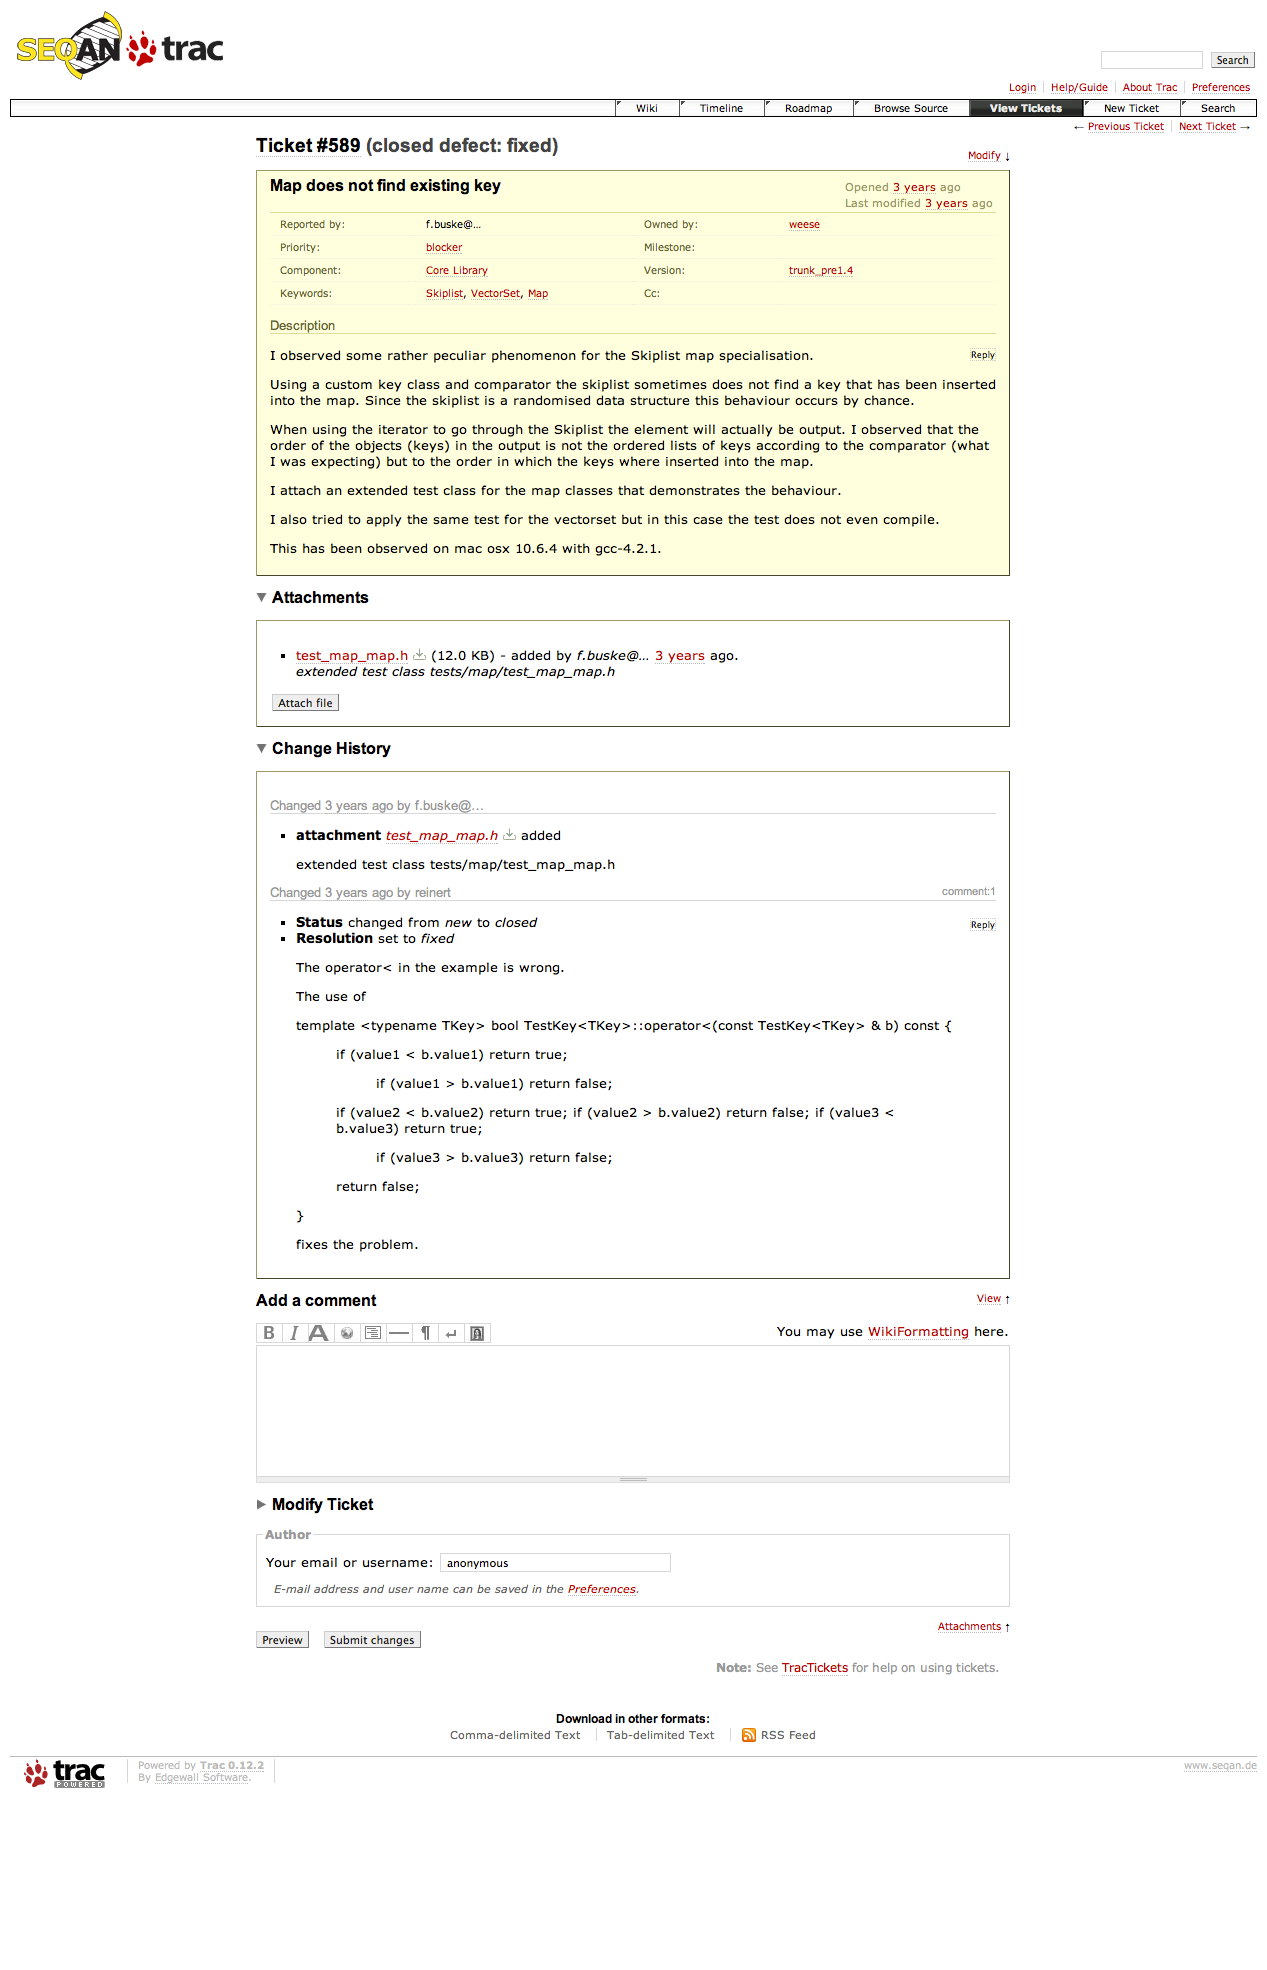 SEQAN trac
Search
Login Help/Guide About Trac Preferences
Wiki Timeline Roadmap Browse Source View Tickets New Ticket Search
← Previous Ticket Next Ticket →
Ticket #589 (closed defect: fixed)
Modify ↓
Map does not find existing key
Opened 3 years ago
Last modified 3 years ago
Reported by: f.buske@… Owned by: weese
Priority: blocker Milestone:
Component: Core Library Version: trunk_pre1.4
Keywords: Skiplist, VectorSet, Map Cc:
Description
I observed some rather peculiar phenomenon for the Skiplist map specialisation.
Reply
Using a custom key class and comparator the skiplist sometimes does not find a key that has been inserted
into the map. Since the skiplist is a randomised data structure this behaviour occurs by chance.
When using the iterator to go through the Skiplist the element will actually be output. I observed that the
order of the objects (keys) in the output is not the ordered lists of keys according to the comparator (what
I was expecting) but to the order in which the keys where inserted into the map.
I attach an extended test class for the map classes that demonstrates the behaviour.
I also tried to apply the same test for the vectorset but in this case the test does not even compile.
This has been observed on mac osx 10.6.4 with gcc-4.2.1.
Attachments
test_map_map.h (12.0 KB) - added by f.buske@… 3 years ago.
extended test class tests/map/test_map_map.h
Attach file
Change History
Changed 3 years ago by f.buske@…
attachment test_map_map.h added
extended test class tests/map/test_map_map.h
Changed 3 years ago by reinert
comment:1
Status changed from new to closed
Reply
Resolution set to fixed
The operator< in the example is wrong.
The use of
template <typename TKey> bool TestKey<TKey>::operator<(const TestKey<TKey> & b) const {
if (value1 < b.value1) return true;
if (value1 > b.value1) return false;
if (value2 < b.value2) return true; if (value2 > b.value2) return false; if (value3 <
b.value3) return true;
if (value3 > b.value3) return false;
return false;
}
fixes the problem.
Add a comment
View ↑
B I A ¶
You may use WikiFormatting here.
Modify Ticket
Author
Your email or username: anonymous
E-mail address and user name can be saved in the Preferences.
Attachments ↑
Preview Submit changes
Note: See TracTickets for help on using tickets.
Download in other formats:
Comma-delimited Text Tab-delimited Text RSS Feed
trac POWERED
Powered by Trac 0.12.2
By Edgewall Software.
www.seqan.de